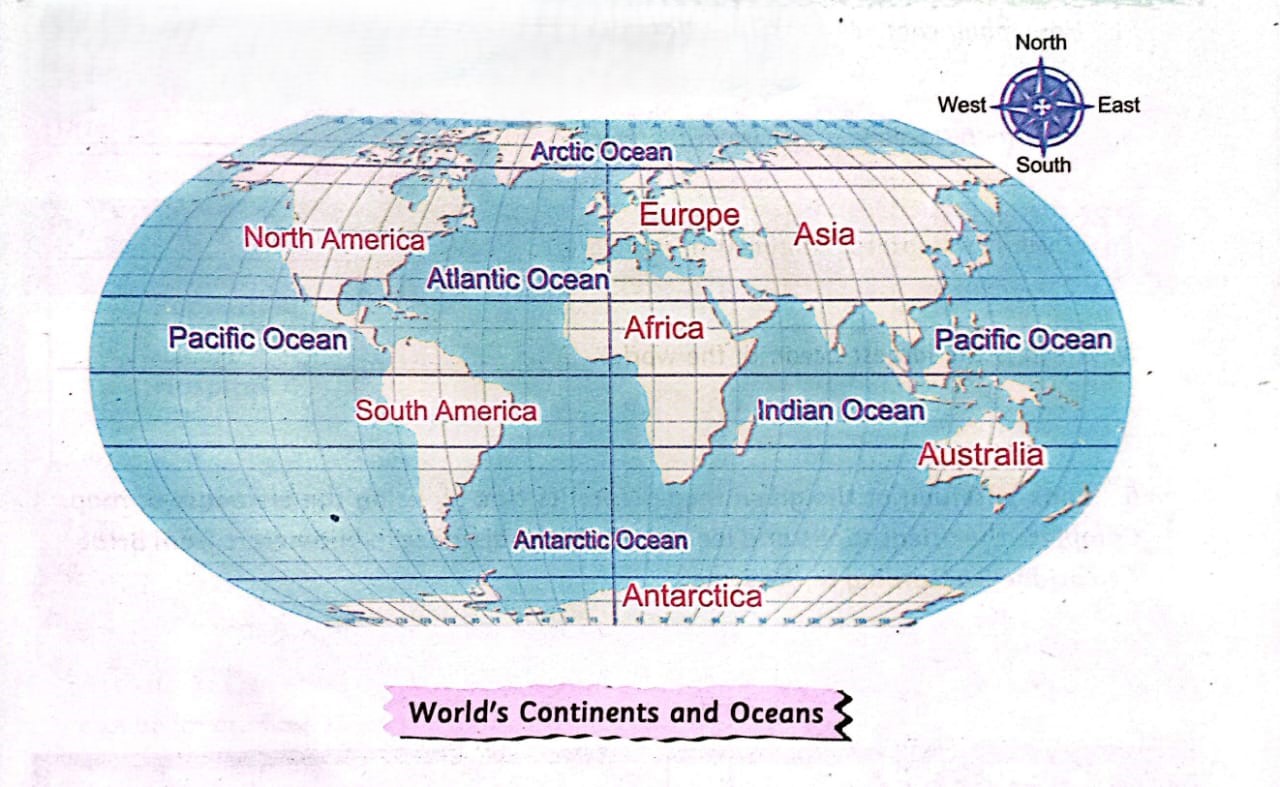 North
West East
South
Arctic Ocean
Europe
Asia
North America
Atlantic Ocean
Africa
Pacific Ocean
Pacific Ocean
South America
Indian Ocean
Australia
Antarctic Ocean
Antarctica
World's Continents and Oceans